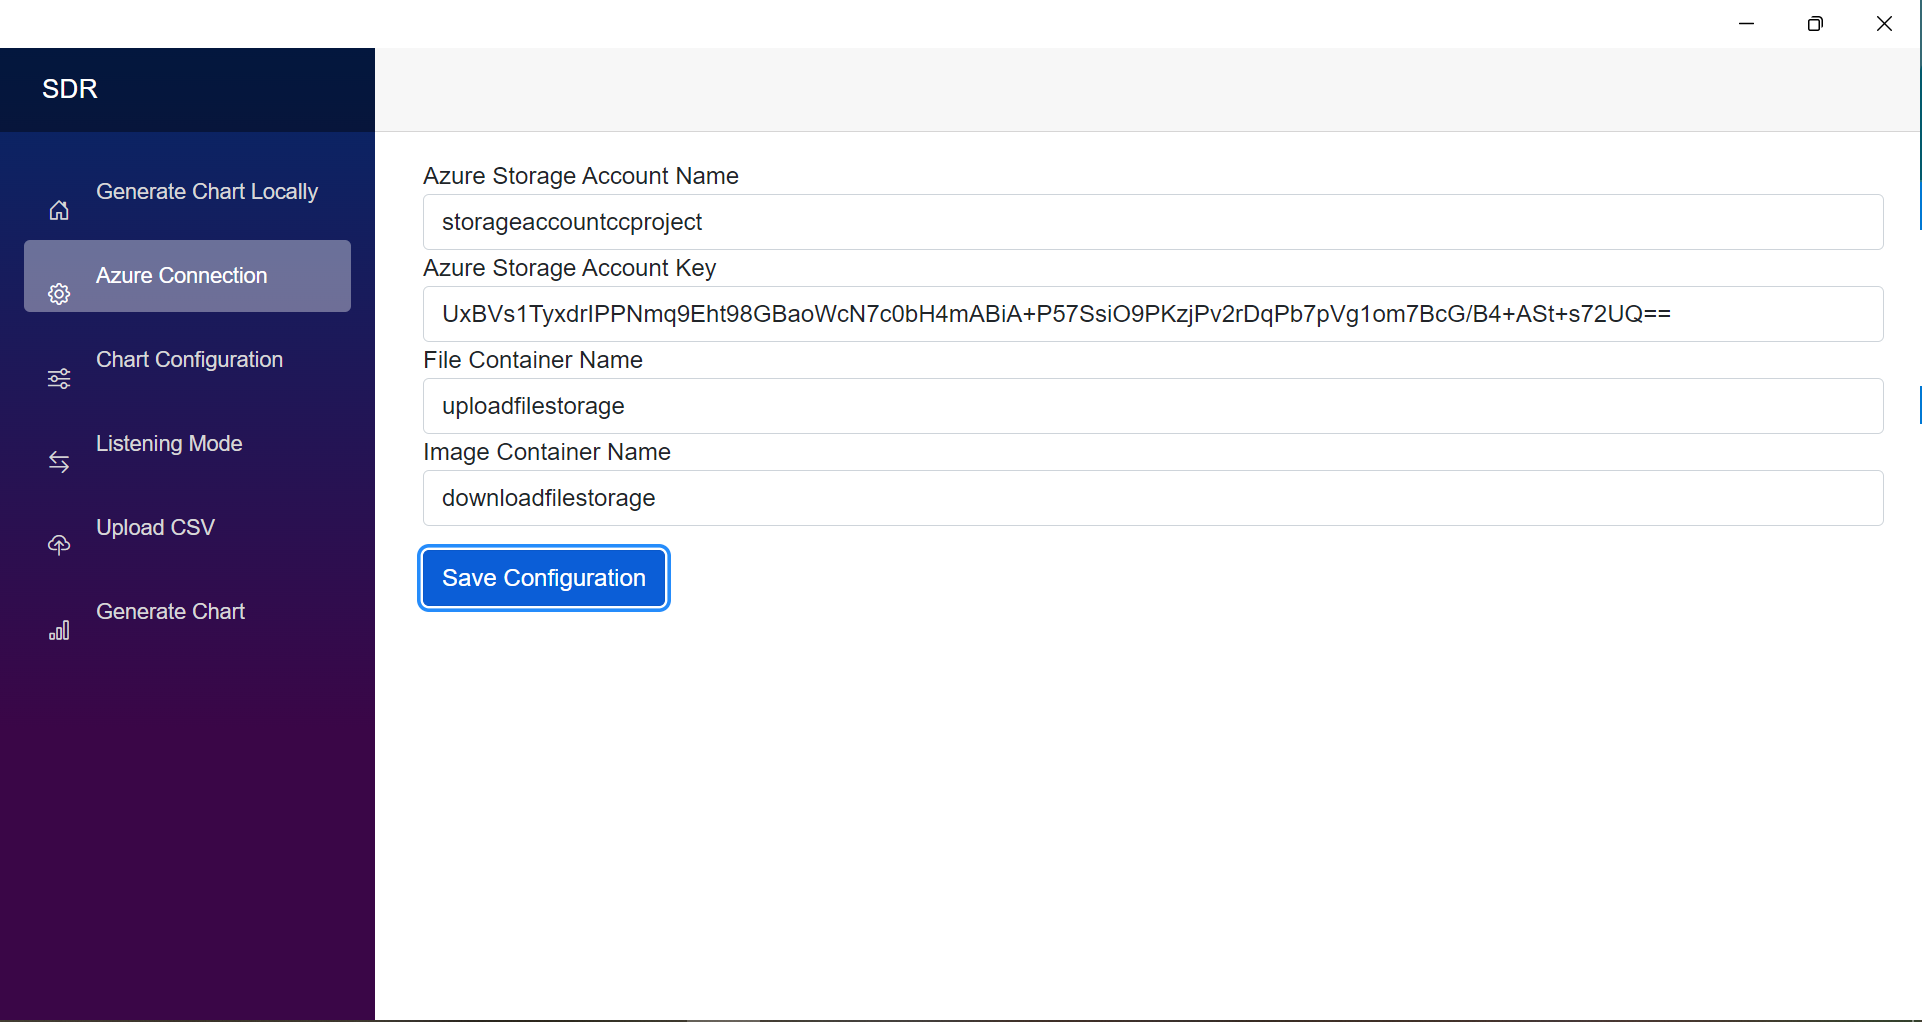 SDR
Generate Chart Locally
Azure Connection
Chart Configuration
Listening Mode
Upload CSV
Generate Chart
Azure Storage Account Name
storageaccountccproject
Azure Storage Account Key
UxBVs1TyxdrIPPNmq9Eht98GBaoWcN7c0bH4mABiA+P57SsiO9PKzjPv2rDqPb7pVg1om7BcG/B4+ASt+s72UQ==
File Container Name
uploadfilestorage
Image Container Name
downloadfilestorage
Save Configuration